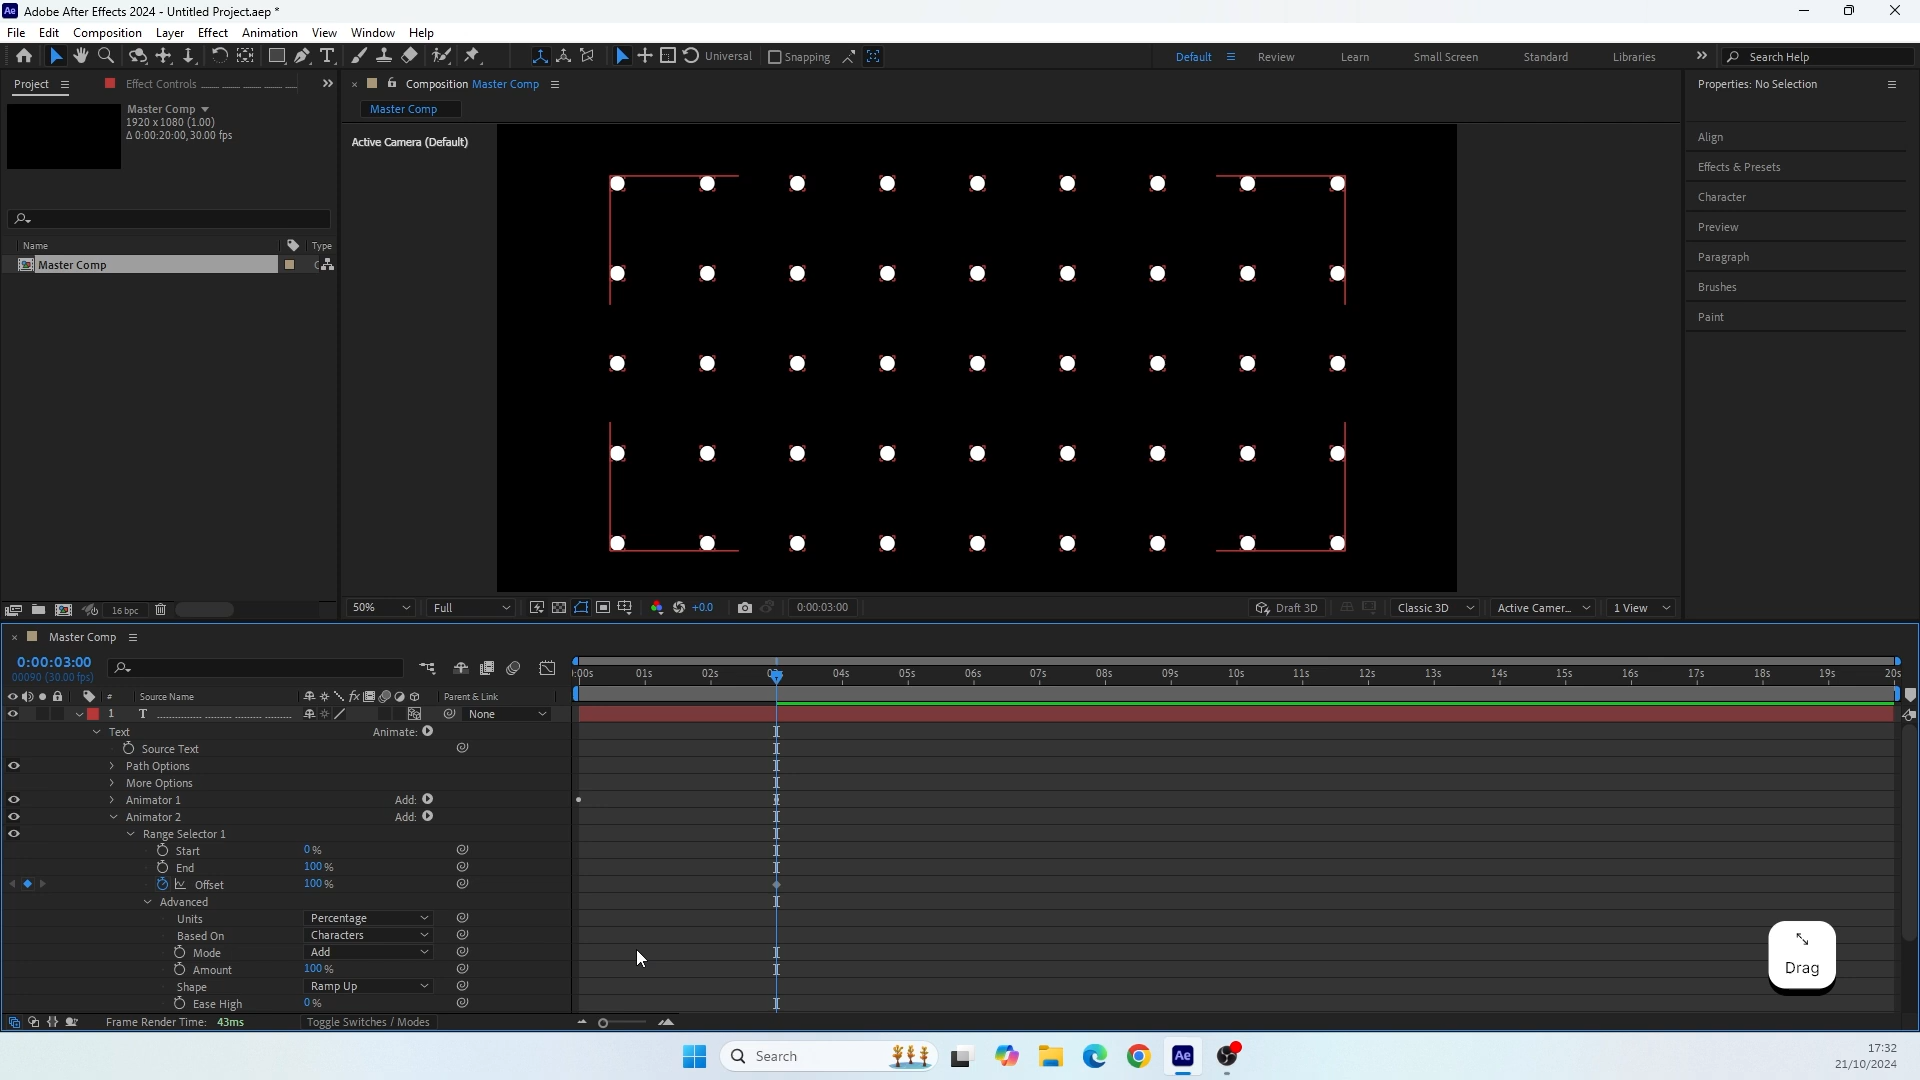 Adobe After Effects 2024 - Untitled Project.aep *
File Edit Composition Layer Effect Animation View Window Help
Universal Snapping Default Review Learn Small Screen Standard Libraries Search Help
Project Effect Controls
Composition Master Comp
Properties: No Selection
Master Comp
1920 x 1080 (1.00)
Δ 0:00:20:00, 30.00 fps
Master Comp
Active Camera (Default)
Align
Effects & Presets
Character
Preview
Paragraph
Brushes
Paint
Name Type
Master Comp
16 bpc
50% Full +0.0 0:00:03:00 Draft 3D Classic 3D Active Camer... 1 View
Master Comp
0:00:03:00
00090 (30.00 fps)
:00s 01s 02s 04s 05s 06s 07s 08s 09s 10s 11s 12s 13s 14s 15s 16s 17s 18s 19s 20s
# Source Name fx Parent & Link
1 T None
Text Animate:
Source Text
Path Options
More Options
Animator 1 Add:
Animator 2 Add:
Range Selector 1
Start 0%
End 100%
Offset 100%
Advanced
Units Percentage
Based On Characters
Mode Add
Amount 100%
Shape Ramp Up
Ease High 0%
Drag
Frame Render Time: 43ms Toggle Switches / Modes
Search
Ae
17:32
21/10/2024